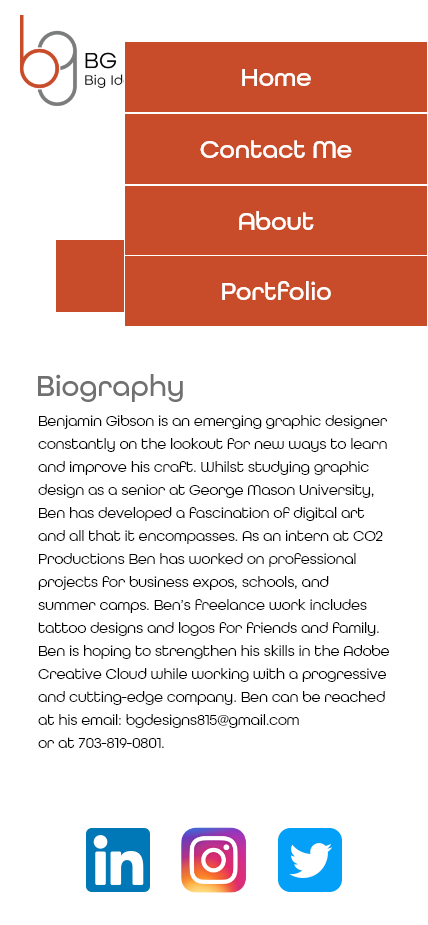 BG
Big Id
Home
Contact Me
About
Portfolio
Biography
Benjamin Gibson is an emerging graphic designer
constantly on the lookout for new ways to learn
and improve his craft. Whilst studying graphic
design as a senior at George Mason University,
Ben has developed a fascination of digital art
and all that it encompasses. As an intern at CO2
Productions Ben has worked on professional
projects for business expos, schools, and
summer camps. Ben's freelance work includes
tattoo designs and logos for friends and family.
Ben is hoping to strengthen his skills in the Adobe
Creative Cloud while working with a progressive
and cutting-edge company. Ben can be reached
at his email: bgdesigns815@gmail.com
or at 703-819-0801.
in